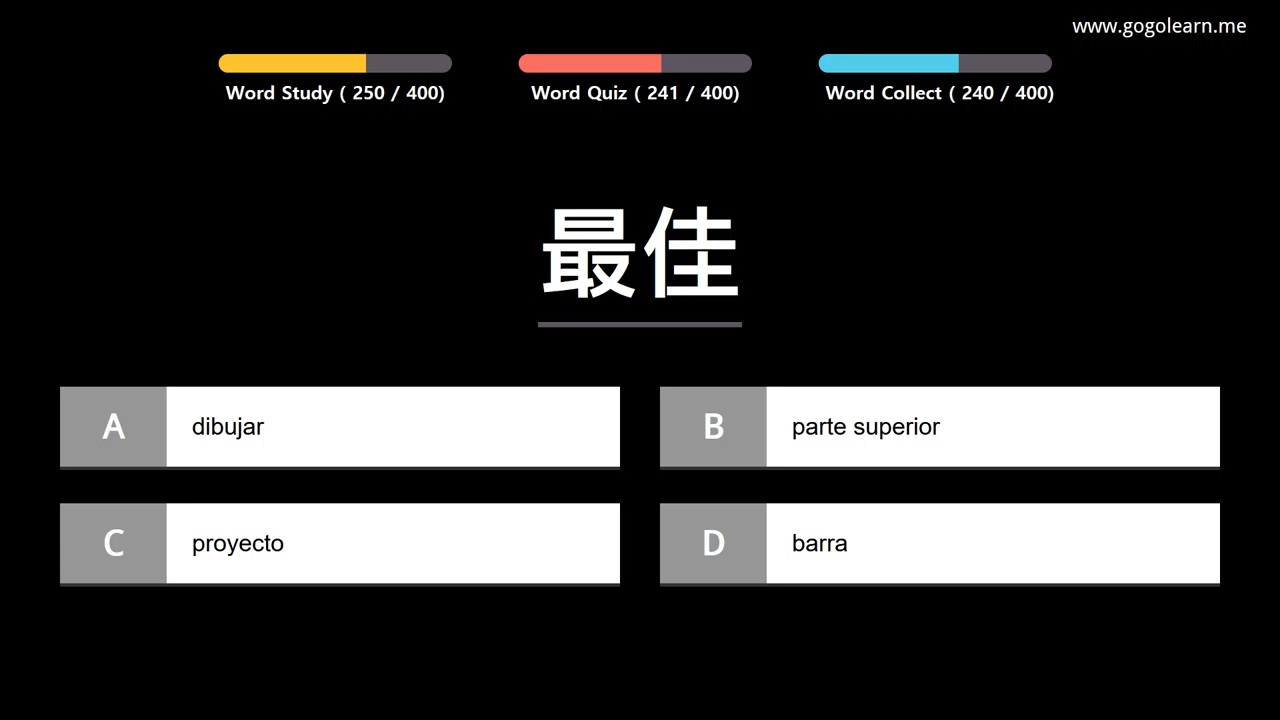 www.gogolearn.me
Word Study ( 250 / 400)
Word Quiz ( 241 / 400)
Word Collect ( 240 / 400)
最佳
A dibujar
B parte superior
C proyecto
D barra